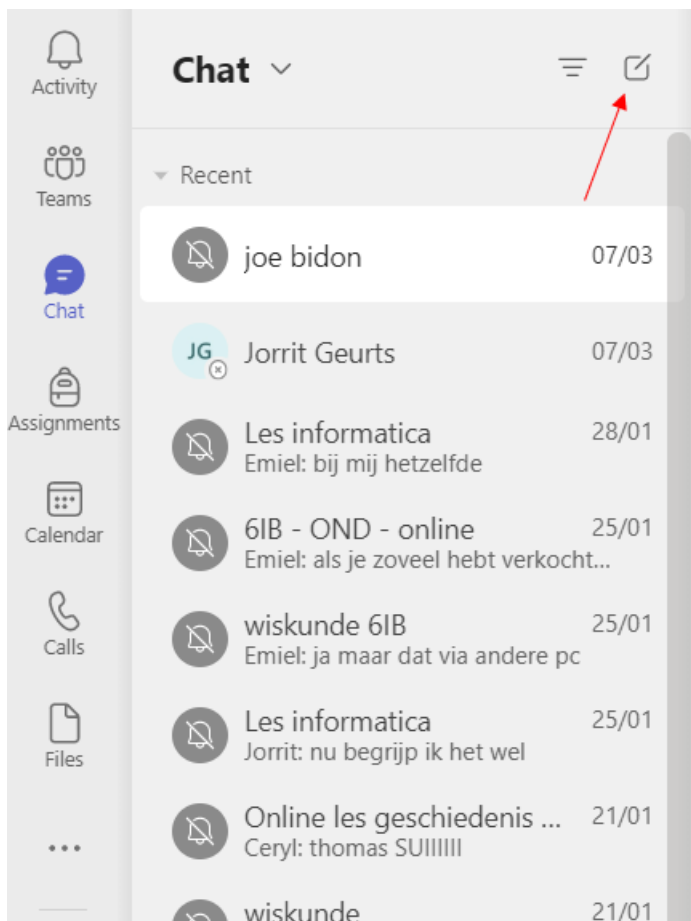 Activity
Teams
Chat
Assignments
Calendar
Calls
Files
...
Chat
Recent
joe bidon 07/03
JG Jorrit Geurts 07/03
Les informatica 28/01
Emiel: bij mij hetzelfde
6IB - OND - online 25/01
Emiel: als je zoveel hebt verkocht...
wiskunde 6IB 25/01
Emiel: ja maar dat via andere pc
Les informatica 25/01
Jorrit: nu begrijp ik het wel
Online les geschiedenis ... 21/01
Ceryl: thomas SUIIIIII
wiskunde 21/01